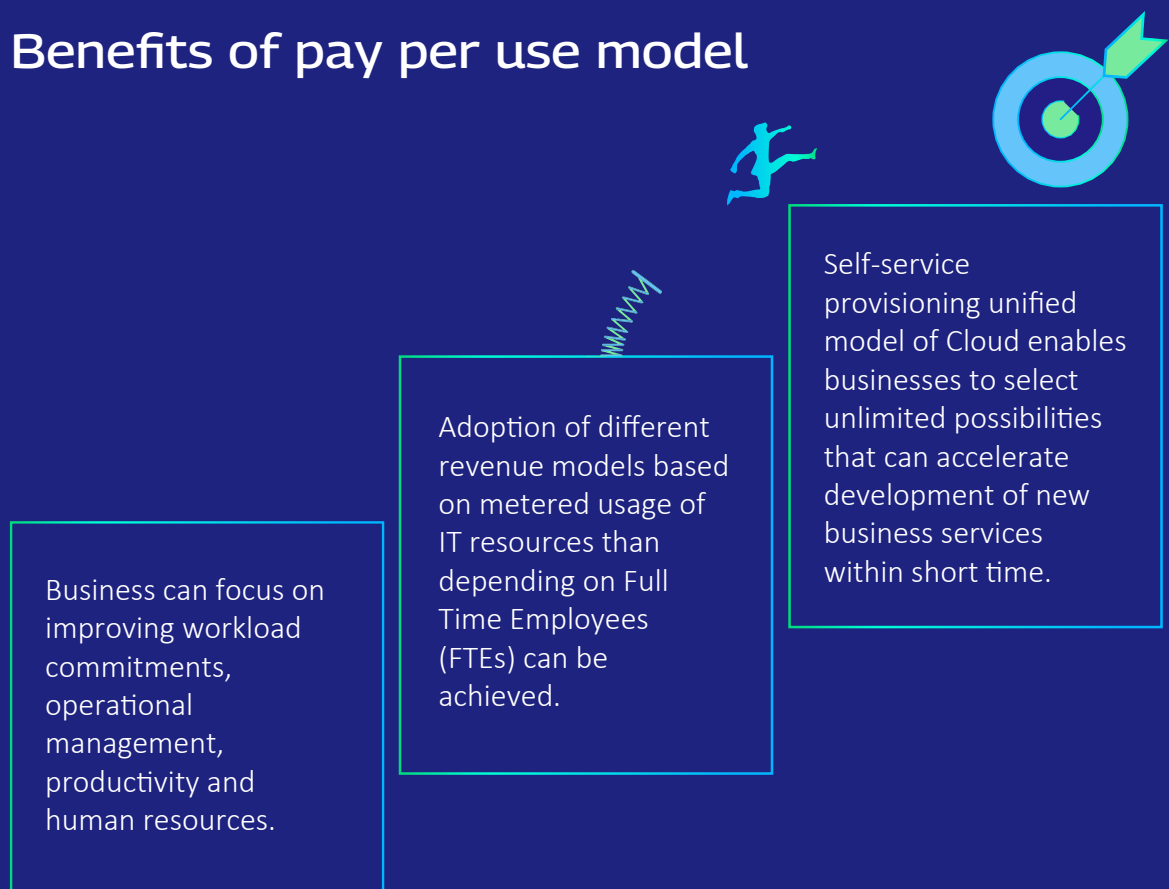 Benefits of pay per use model
Business can focus on
improving workload
commitments,
operational
management,
productivity and
human resources.
Adoption of different
revenue models based
on metered usage of
IT resources than
depending on Full
Time Employees
(FTEs) can be
achieved.
Self-service
provisioning unified
model of Cloud enables
businesses to select
unlimited possibilities
that can accelerate
development of new
business services
within short time.